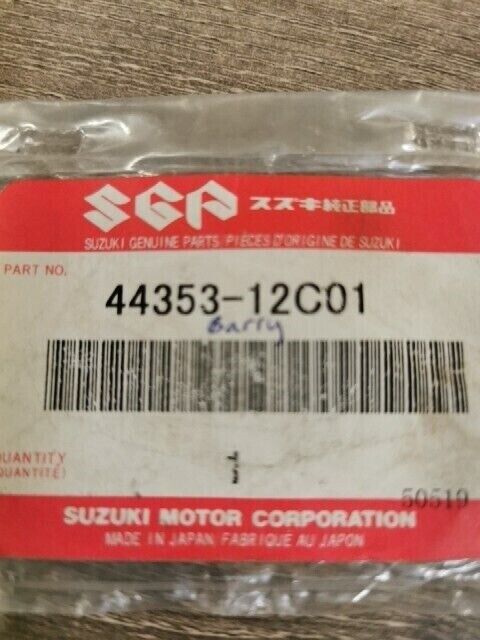 SGP スズキ純正部品
SUZUKI GENUINE PARTS / PIÈCES D'ORIGINE DE SUZUKI
PART NO.
44353-12C01
Barry
QUANTITY
(QUANTITÉ)
1
50519
SUZUKI MOTOR CORPORATION
MADE IN JAPAN FABRIQUE AU JAPON